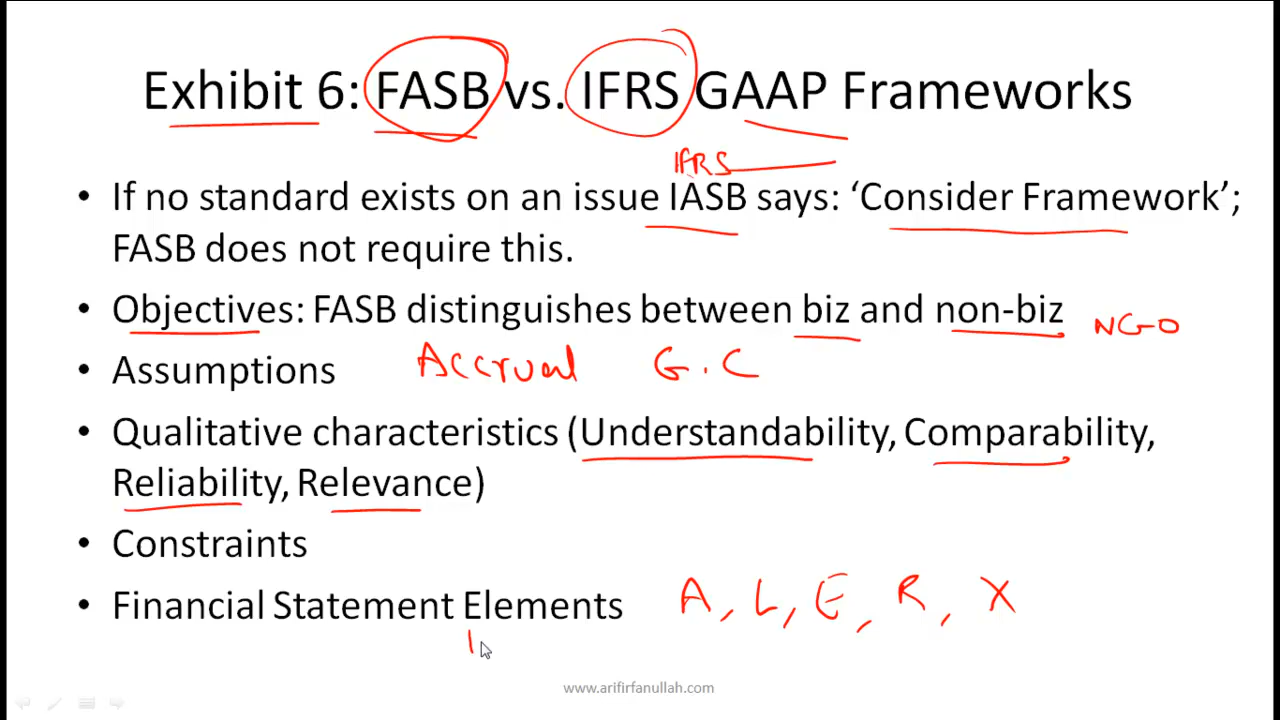 Exhibit 6: FASB vs. IFRS GAAP Frameworks
IFRS
• If no standard exists on an issue IASB says: ‘Consider Framework’;
FASB does not require this.
• Objectives: FASB distinguishes between biz and non-biz NGO
• Assumptions Accrual G.C
• Qualitative characteristics (Understandability, Comparability,
Reliability, Relevance)
• Constraints
• Financial Statement Elements A, L, E, R, X
www.arifirfanullah.com